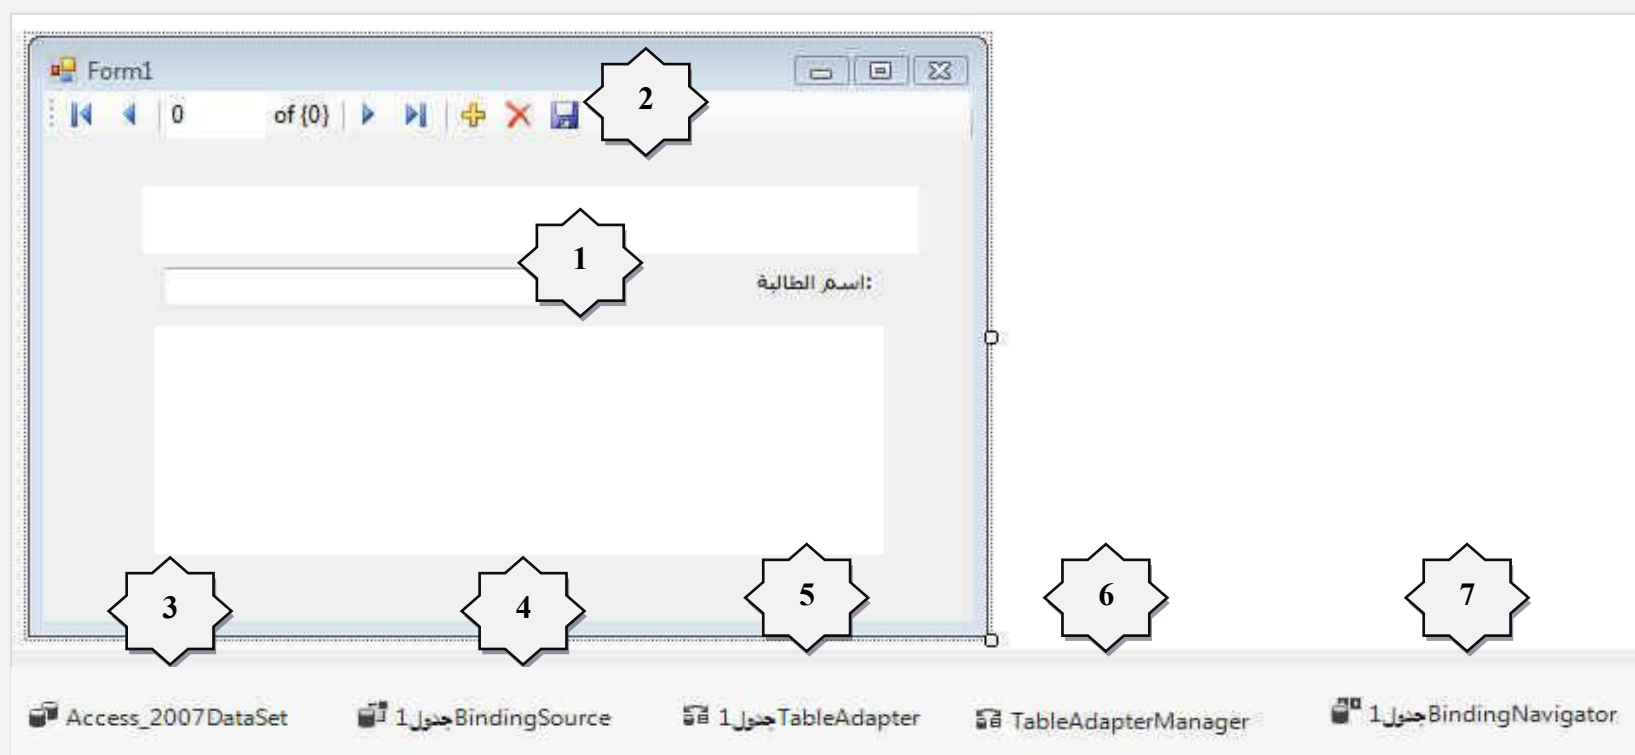 Form1
2
0 of {0}
1
اسم الطالبة:
3
4
5
6
7
Access_2007DataSet
جدول1BindingSource
جدول1TableAdapter
TableAdapterManager
جدول1BindingNavigator